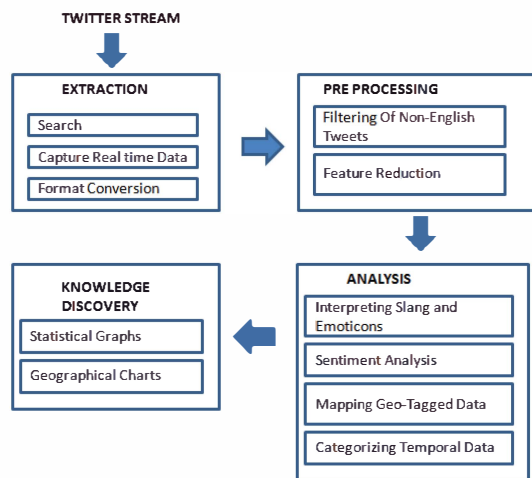 TWITTER STREAM
EXTRACTION
Search
Capture Real time Data
Format Conversion
PRE PROCESSING
Filtering Of Non-English
Tweets
Feature Reduction
ANALYSIS
Interpreting Slang and
Emoticons
Sentiment Analysis
Mapping Geo-Tagged Data
Categorizing Temporal Data
KNOWLEDGE
DISCOVERY
Statistical Graphs
Geographical Charts